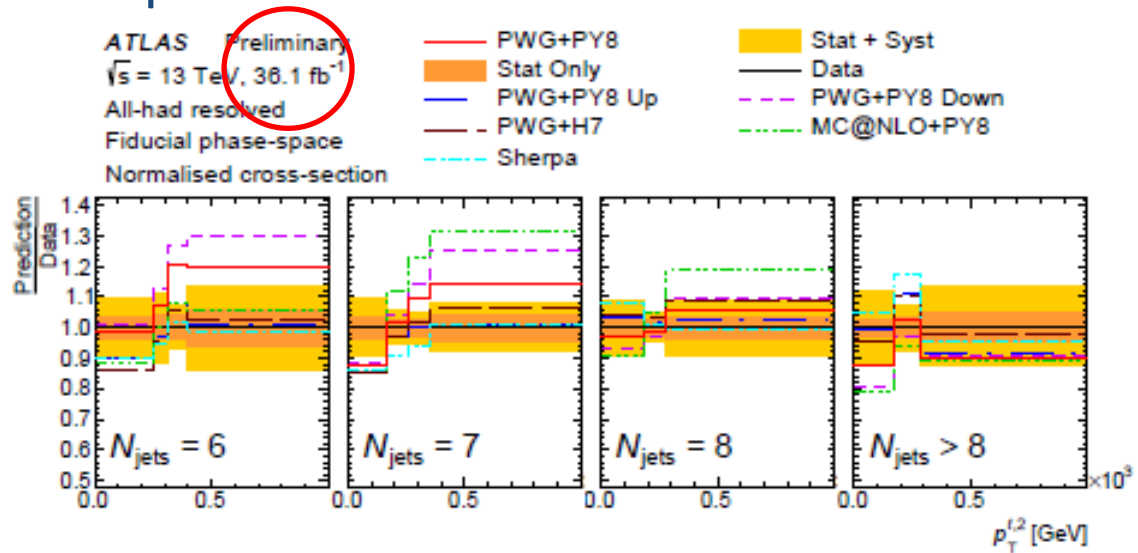 ATLAS Preliminary
√s = 13 TeV, 36.1 fb⁻¹
All-had resolved
Fiducial phase-space
Normalised cross-section
PWG+PY8
Stat Only
PWG+PY8 Up
PWG+H7
Sherpa
Stat + Syst
Data
PWG+PY8 Down
MC@NLO+PY8
Prediction
Data
1.4
1.3
1.2
1.1
1.0
0.9
0.8
0.7
0.6
0.5
N_jets = 6
N_jets = 7
N_jets = 8
N_jets > 8
0.0 0.5 0.0 0.5 0.0 0.5 0.0 0.5
×10³
[GeV]